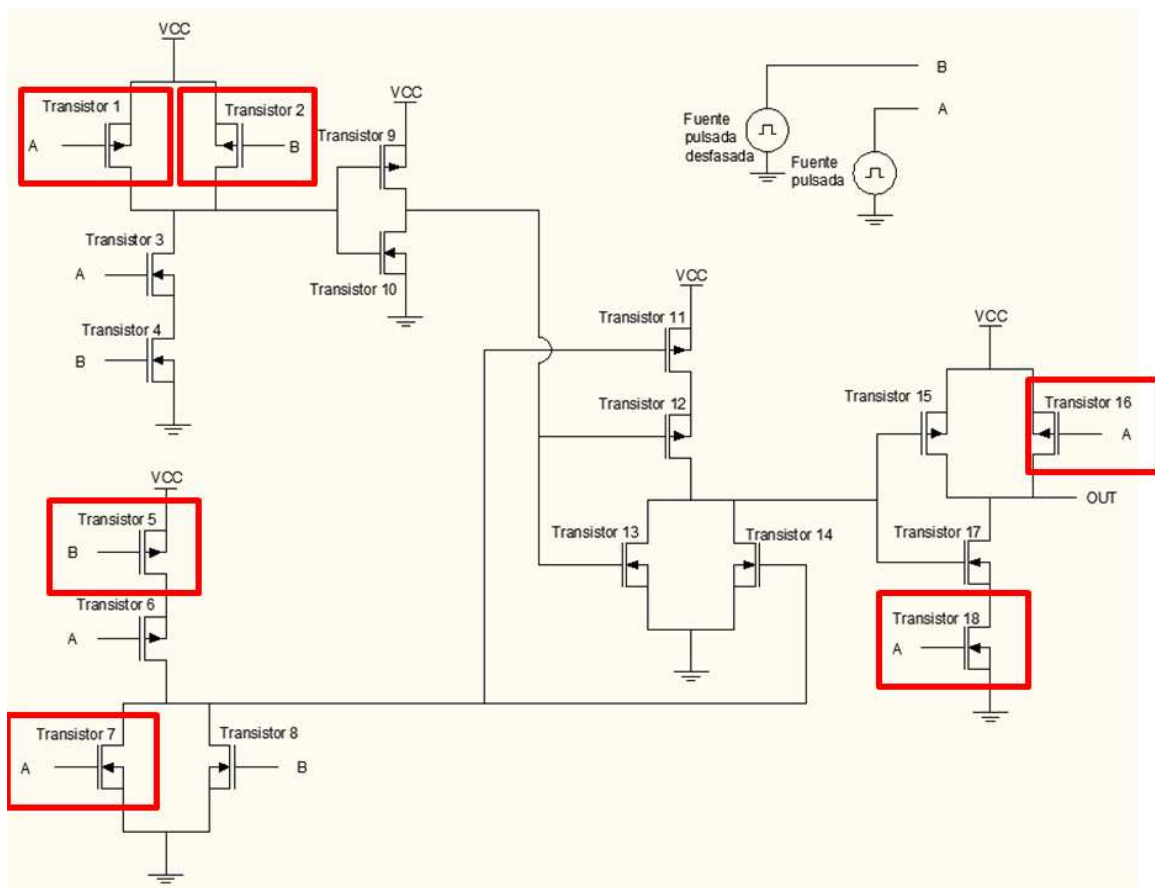 VCC
Transistor 1
A
Transistor 2
B
VCC
Transistor 9
Transistor 10
Transistor 3
A
Transistor 4
B
B
A
Fuente
pulsada
desfasada
Fuente
pulsada
VCC
Transistor 11
Transistor 12
Transistor 13
Transistor 14
VCC
Transistor 15
Transistor 16
A
OUT
Transistor 17
Transistor 18
A
VCC
Transistor 5
B
Transistor 6
A
Transistor 7
A
Transistor 8
B